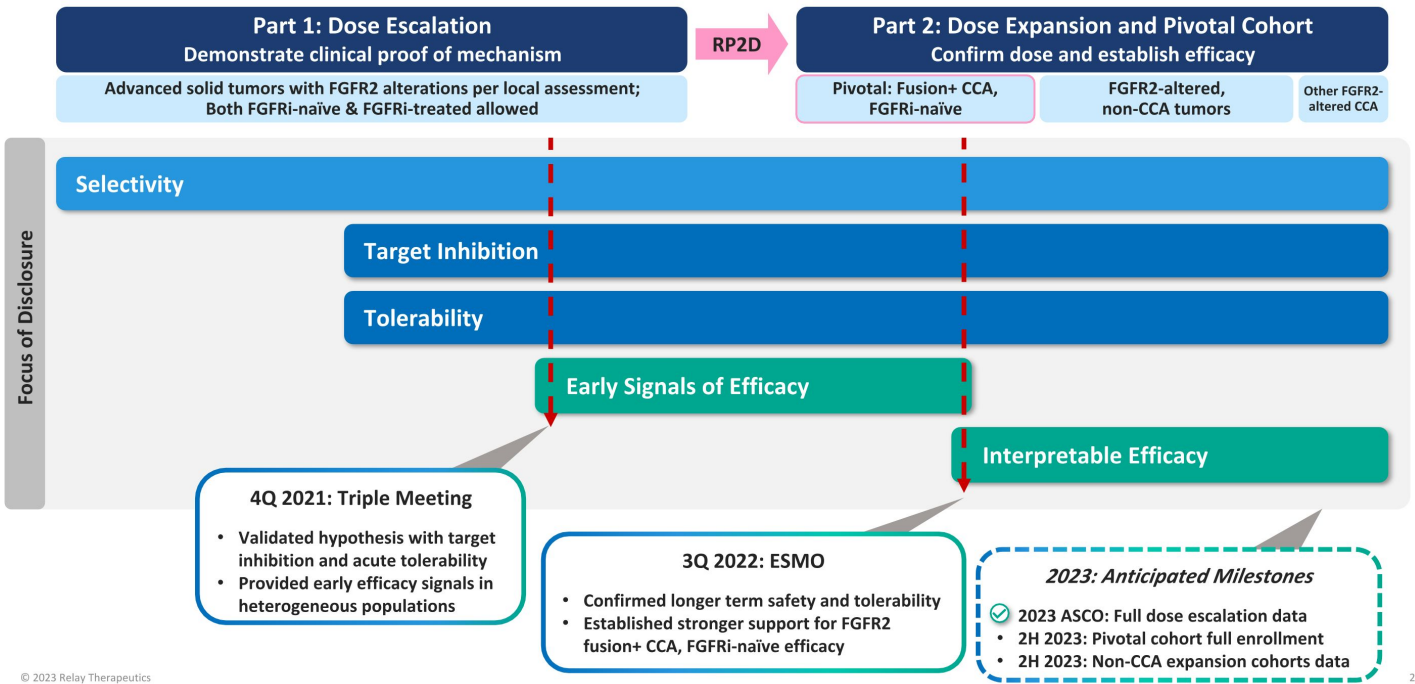 Part 1: Dose Escalation
Demonstrate clinical proof of mechanism
RP2D
Part 2: Dose Expansion and Pivotal Cohort
Confirm dose and establish efficacy
Advanced solid tumors with FGFR2 alterations per local assessment;
Both FGFRi-naïve & FGFRi-treated allowed
Pivotal: Fusion+ CCA,
FGFRi-naïve
FGFR2-altered,
non-CCA tumors
Other FGFR2-
altered CCA
Focus of Disclosure
Selectivity
Target Inhibition
Tolerability
Early Signals of Efficacy
Interpretable Efficacy
4Q 2021: Triple Meeting
• Validated hypothesis with target
inhibition and acute tolerability
• Provided early efficacy signals in
heterogeneous populations
3Q 2022: ESMO
• Confirmed longer term safety and tolerability
• Established stronger support for FGFR2
fusion+ CCA, FGFRi-naïve efficacy
2023: Anticipated Milestones
2023 ASCO: Full dose escalation data
• 2H 2023: Pivotal cohort full enrollment
• 2H 2023: Non-CCA expansion cohorts data
© 2023 Relay Therapeutics
2